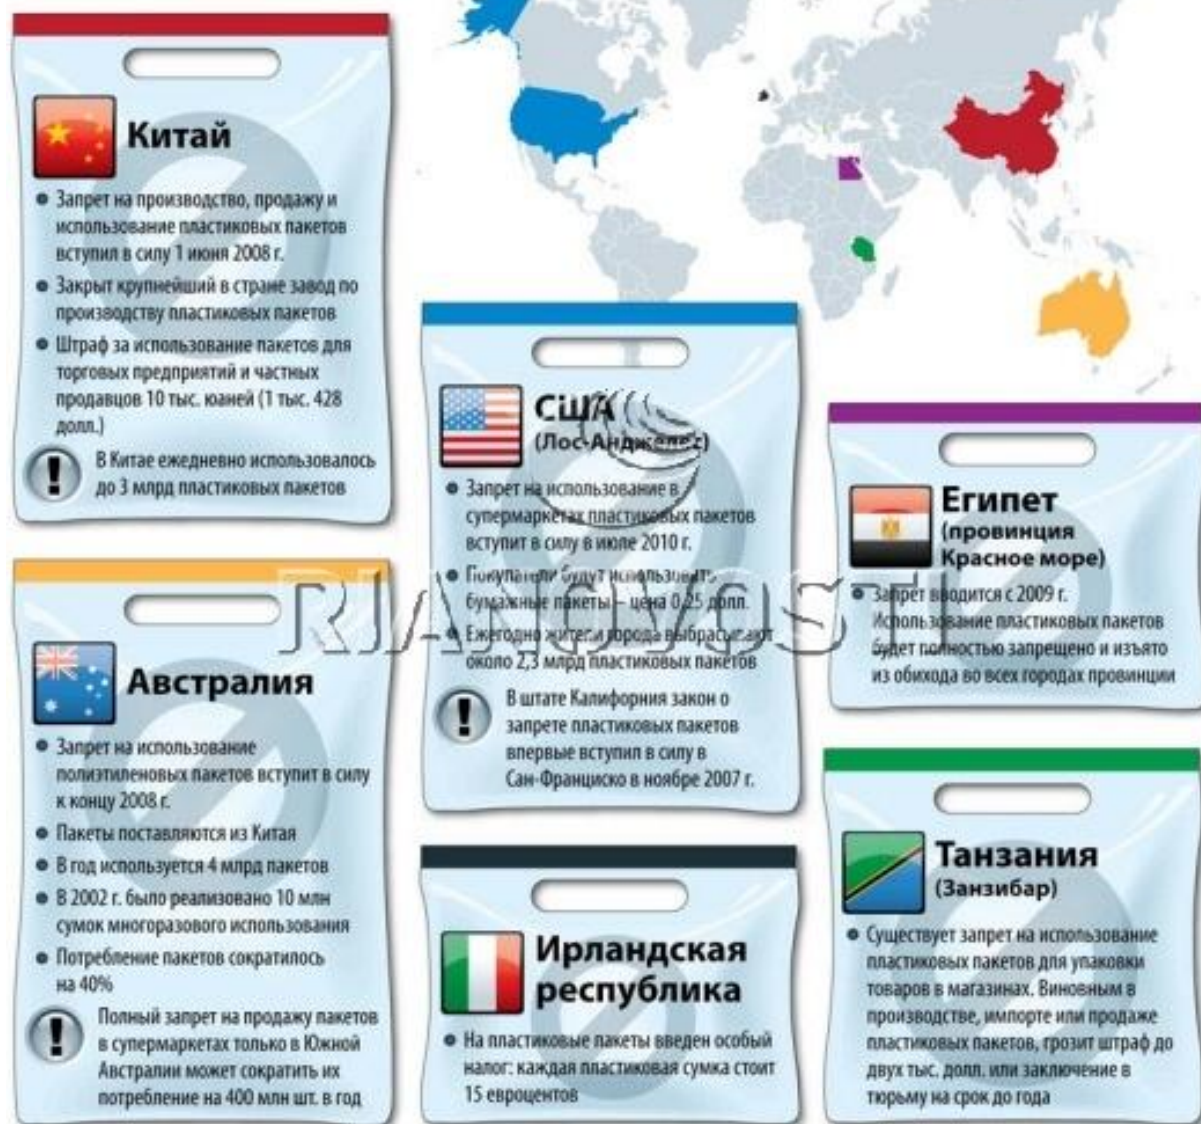 Китай
Запрет на производство, продажу и
использование пластиковых пакетов
вступил в силу 1 июня 2008 г.
Закрыт крупнейший в стране завод по
производству пластиковых пакетов
Штраф за использование пакетов для
торговых предприятий и частных
продавцов 10 тыс. юаней (1 тыс. 428
долл.)
В Китае ежедневно использовалось
до 3 млрд пластиковых пакетов
Австралия
Запрет на использование
полиэтиленовых пакетов вступит в силу
к концу 2008 г.
Пакеты поставляются из Китая
В год используется 4 млрд пакетов
В 2002 г. было реализовано 10 млн
сумок многоразового использования
Потребление пакетов сократилось
на 40%
Полный запрет на продажу пакетов
в супермаркетах только в Южной
Австралии может сократить их
потребление на 400 млн шт. в год
США
(Лос-Анджелес)
Запрет на использование в
супермаркетах пластиковых пакетов
вступит в силу в июле 2010 г.
Покупатели будут использовать
бумажные пакеты – цена 0,25 долл.
Ежегодно жители города выбрасывают
около 2,3 млрд пластиковых пакетов
В штате Калифорния закон о
запрете пластиковых пакетов
впервые вступил в силу в
Сан-Франциско в ноябре 2007 г.
Ирландская
республика
На пластиковые пакеты введен особый
налог: каждая пластиковая сумка стоит
15 евроцентов
Египет
(провинция
Красное море)
Запрет вводится с 2009 г.
Использование пластиковых пакетов
будет полностью запрещено и изъято
из обихода во всех городах провинции
Танзания
(Занзибар)
Существует запрет на использование
пластиковых пакетов для упаковки
товаров в магазинах. Виновным в
производстве, импорте или продаже
пластиковых пакетов, грозит штраф до
двух тыс. долл. или заключение в
тюрьму на срок до года
RIANOVOSTI